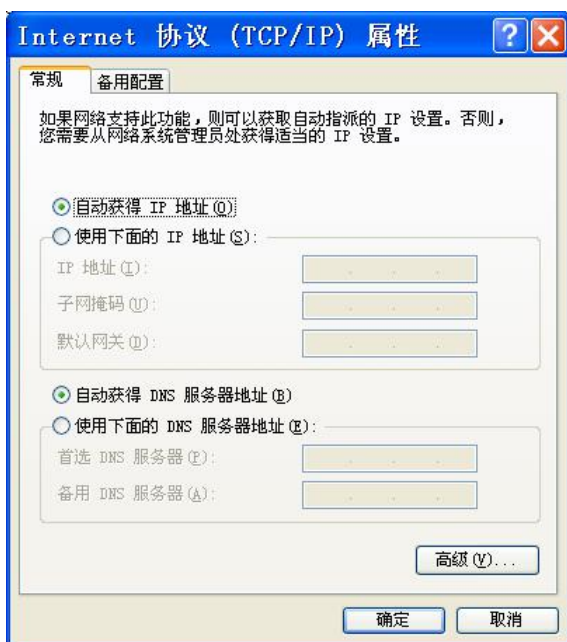 Internet 协议 (TCP/IP) 属性
常规 备用配置
如果网络支持此功能，则可以获取自动指派的 IP 设置。否则，
您需要从网络系统管理员处获得适当的 IP 设置。
自动获得 IP 地址(O)
使用下面的 IP 地址(S):
IP 地址(I):
子网掩码(U):
默认网关(D):
自动获得 DNS 服务器地址(B)
使用下面的 DNS 服务器地址(E):
首选 DNS 服务器(P):
备用 DNS 服务器(A):
高级(V)...
确定 取消